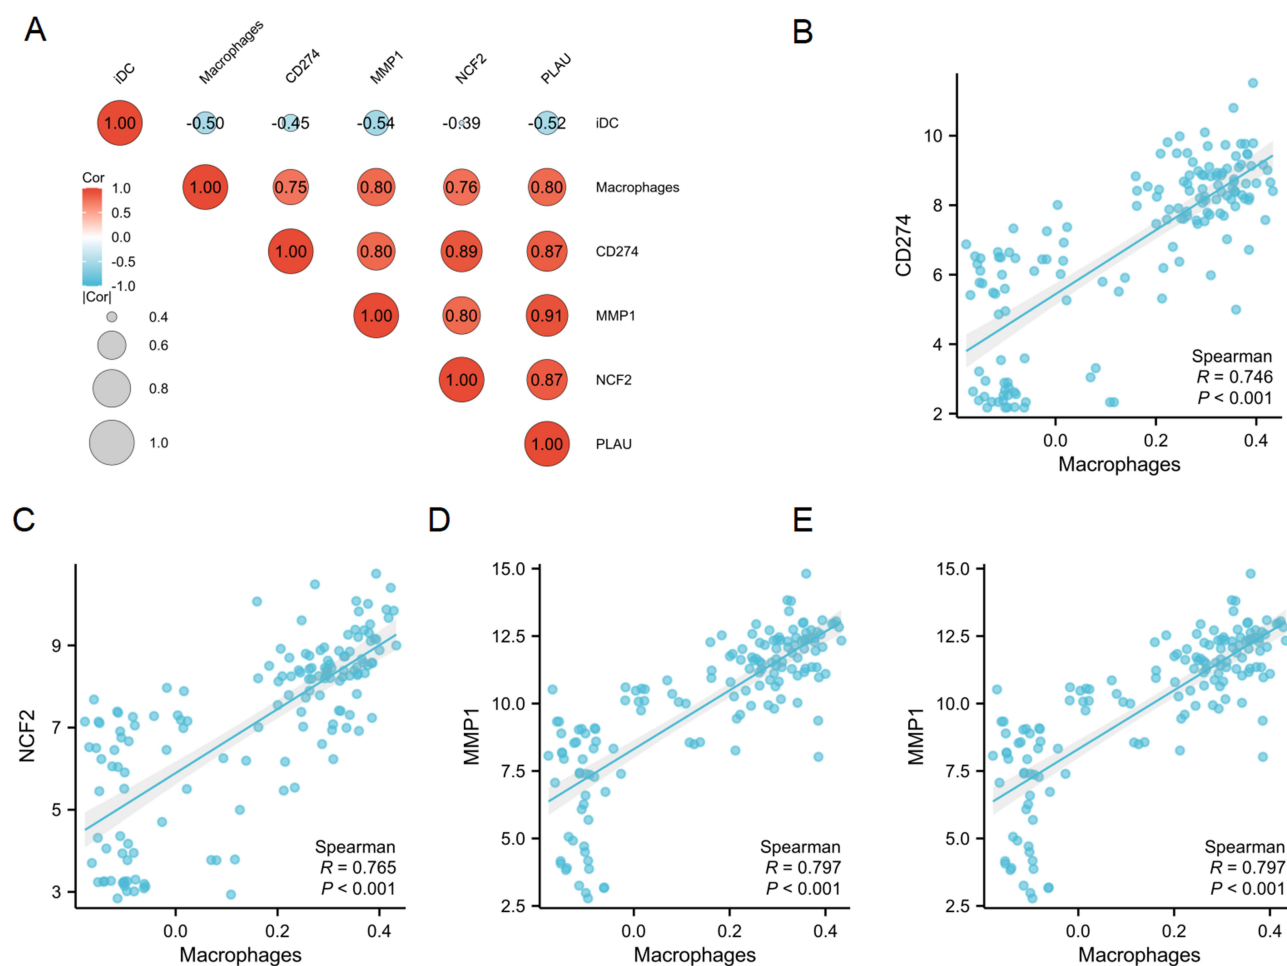 A
iDC Macrophages CD274 MMP1 NCF2 PLAU
1.00 -0.50 -0.45 -0.54 -0.39 -0.52 iDC
1.00 0.75 0.80 0.76 0.80 Macrophages
1.00 0.80 0.89 0.87 CD274
1.00 0.80 0.91 MMP1
1.00 0.87 NCF2
1.00 PLAU
Cor
1.0
0.5
0.0
-0.5
-1.0
|Cor|
0.4
0.6
0.8
1.0
B
CD274
10
8
6
4
2
Spearman
R = 0.746
P < 0.001
0.0 0.2 0.4
Macrophages
C
NCF2
9
7
5
3
Spearman
R = 0.765
P < 0.001
0.0 0.2 0.4
Macrophages
D
MMP1
15.0
12.5
10.0
7.5
5.0
2.5
Spearman
R = 0.797
P < 0.001
0.0 0.2 0.4
Macrophages
E
MMP1
15.0
12.5
10.0
7.5
5.0
2.5
Spearman
R = 0.797
P < 0.001
0.0 0.2 0.4
Macrophages